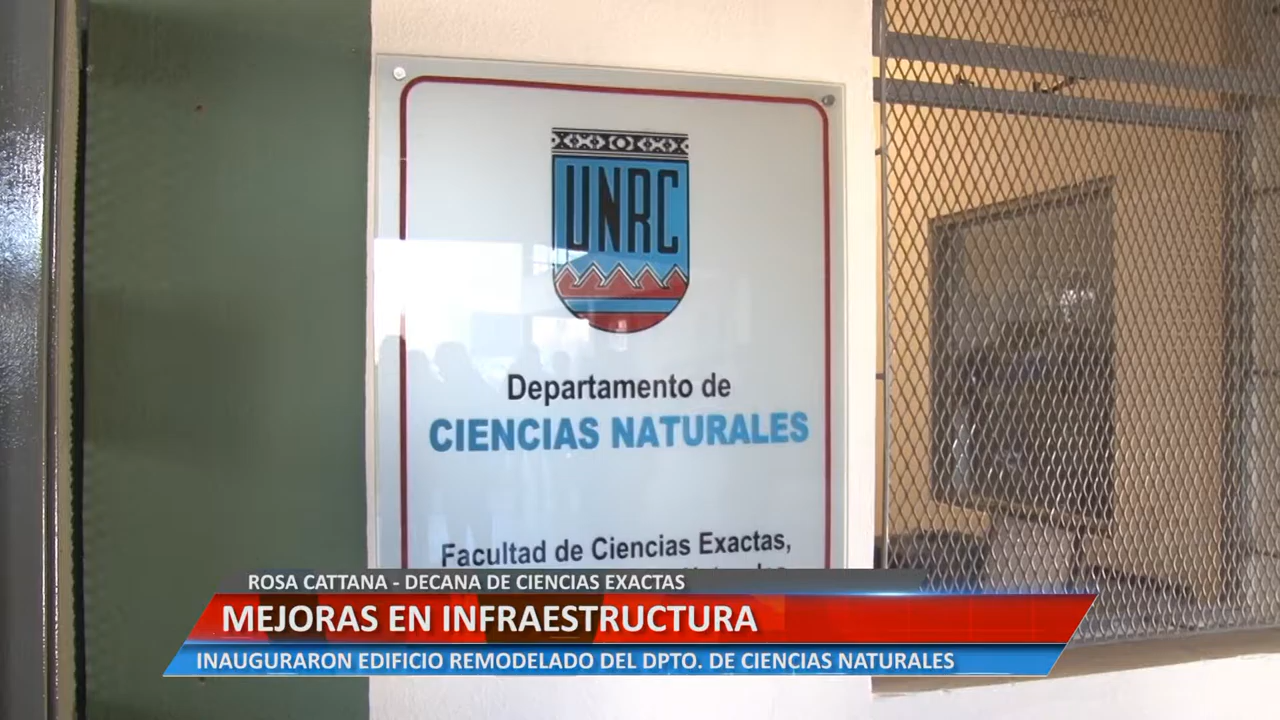 UNRC
Departamento de
CIENCIAS NATURALES
Facultad de Ciencias Exactas,
ROSA CATTANA - DECANA DE CIENCIAS EXACTAS
MEJORAS EN INFRAESTRUCTURA
INAUGURARON EDIFICIO REMODELADO DEL DPTO. DE CIENCIAS NATURALES